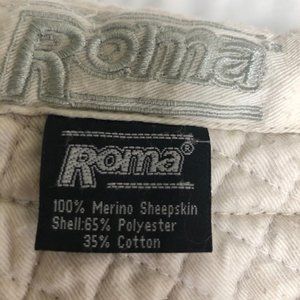 Roma®
Roma®
100% Merino Sheepskin
Shell:65% Polyester
35% Cotton